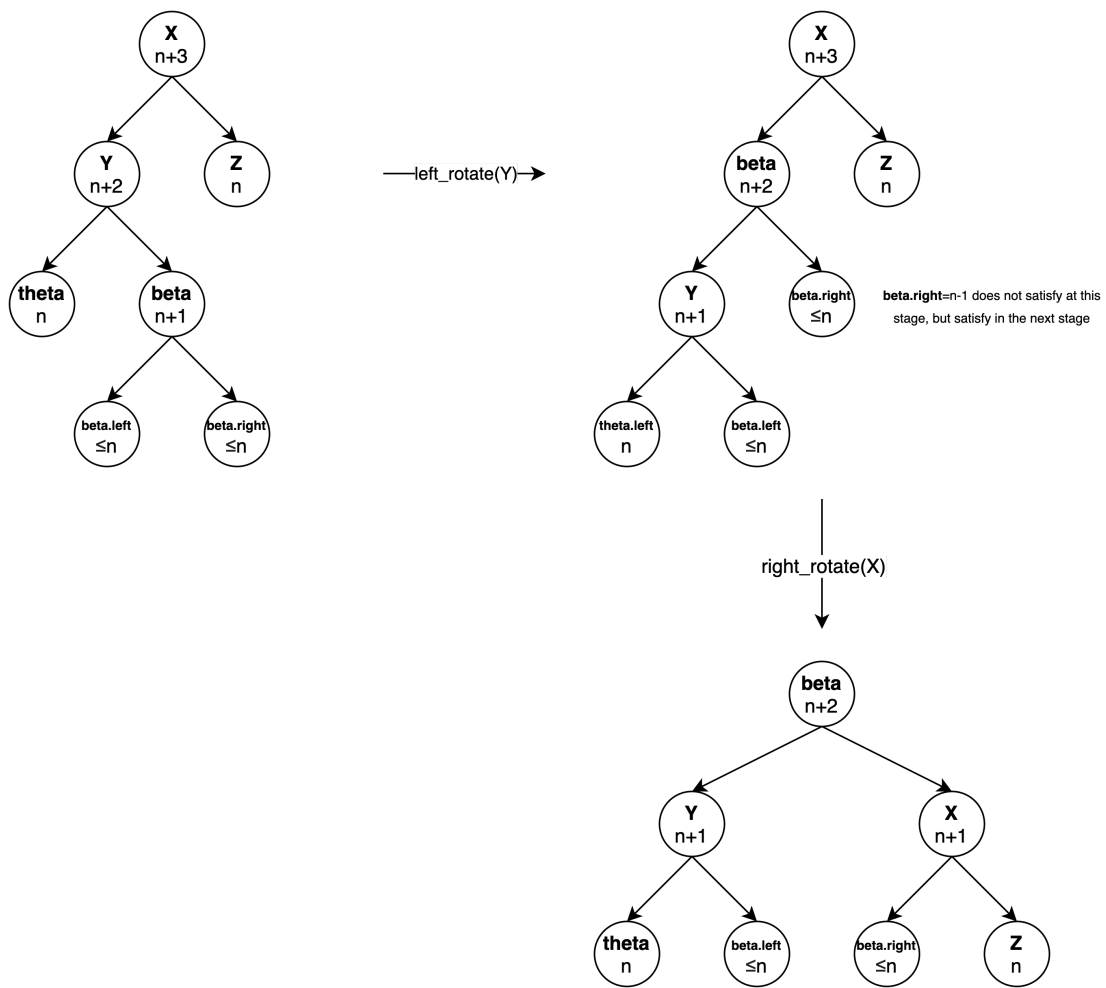 X
n+3
Y
n+2
Z
n
theta
n
beta
n+1
beta.left
≤n
beta.right
≤n
left_rotate(Y)
X
n+3
beta
n+2
Z
n
Y
n+1
beta.right
≤n
beta.right=n-1 does not satisfy at this
stage, but satisfy in the next stage
theta.left
n
beta.left
≤n
right_rotate(X)
beta
n+2
Y
n+1
X
n+1
theta
n
beta.left
≤n
beta.right
≤n
Z
n